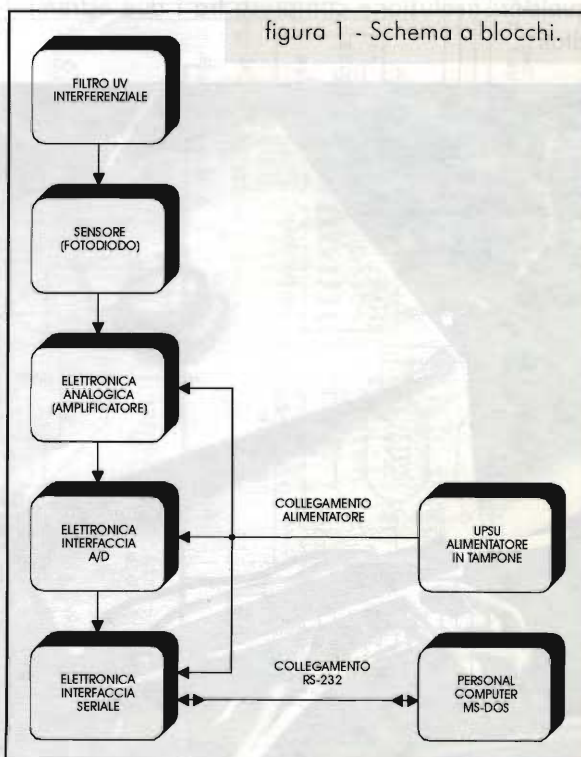 figura 1 - Schema a blocchi.
FILTRO UV
INTERFERENZIALE
SENSORE
(FOTODIODO)
ELETTRONICA
ANALOGICA
(AMPLIFICATORE)
ELETTRONICA
INTERFACCIA
A/D
COLLEGAMENTO
ALIMENTATORE
UPSU
ALIMENTATORE
IN TAMPONE
ELETTRONICA
INTERFACCIA
SERIALE
COLLEGAMENTO
RS-232
PERSONAL
COMPUTER
MS-DOS